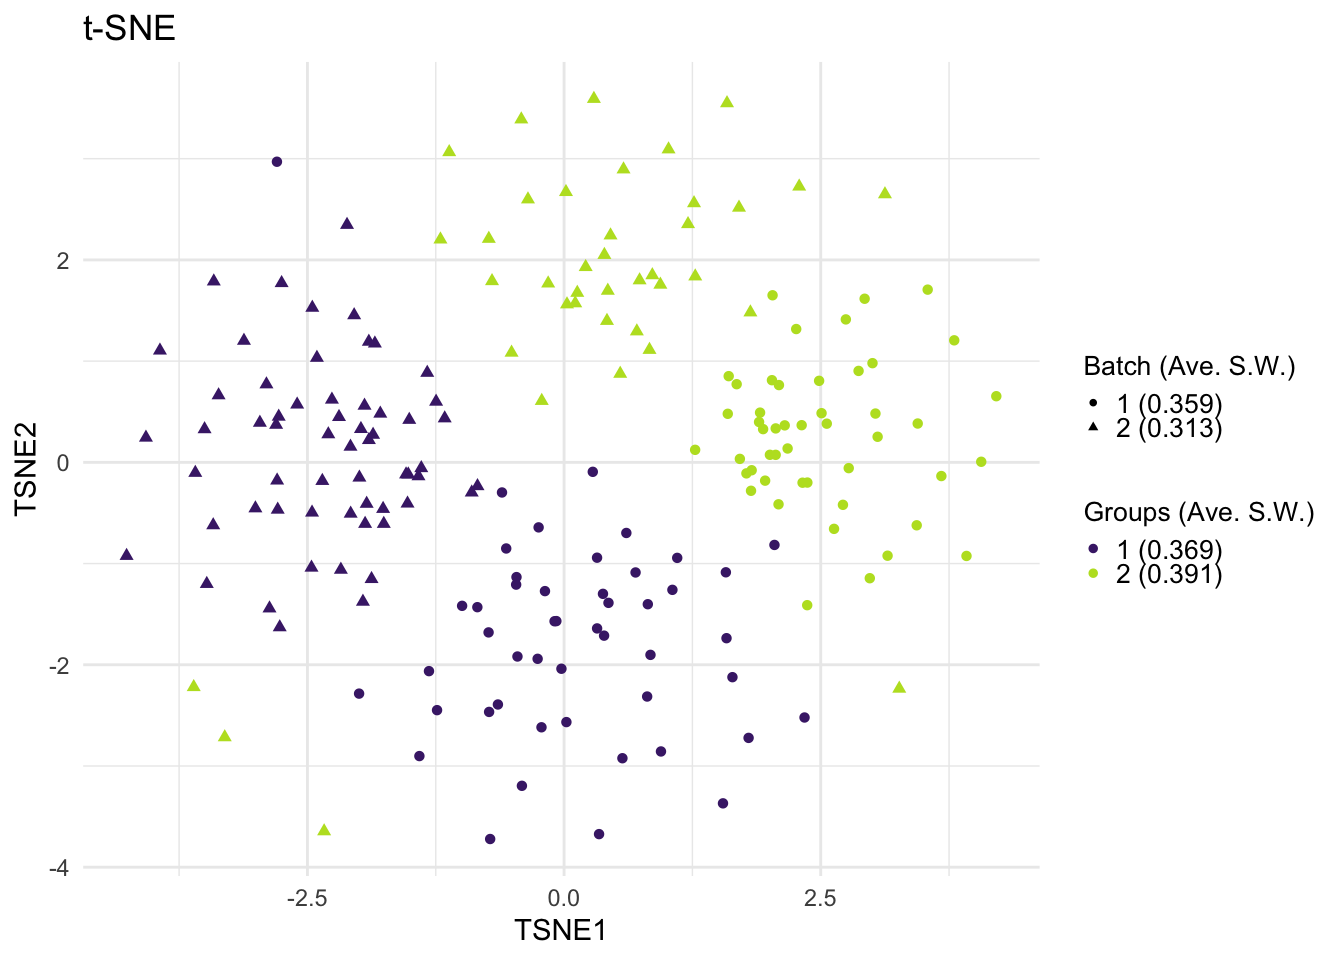 t-SNE
2
0
-2
-4
TSNE2
-2.5 0.0 2.5
TSNE1
Batch (Ave. S.W.)
1 (0.359)
2 (0.313)
Groups (Ave. S.W.)
1 (0.369)
2 (0.391)